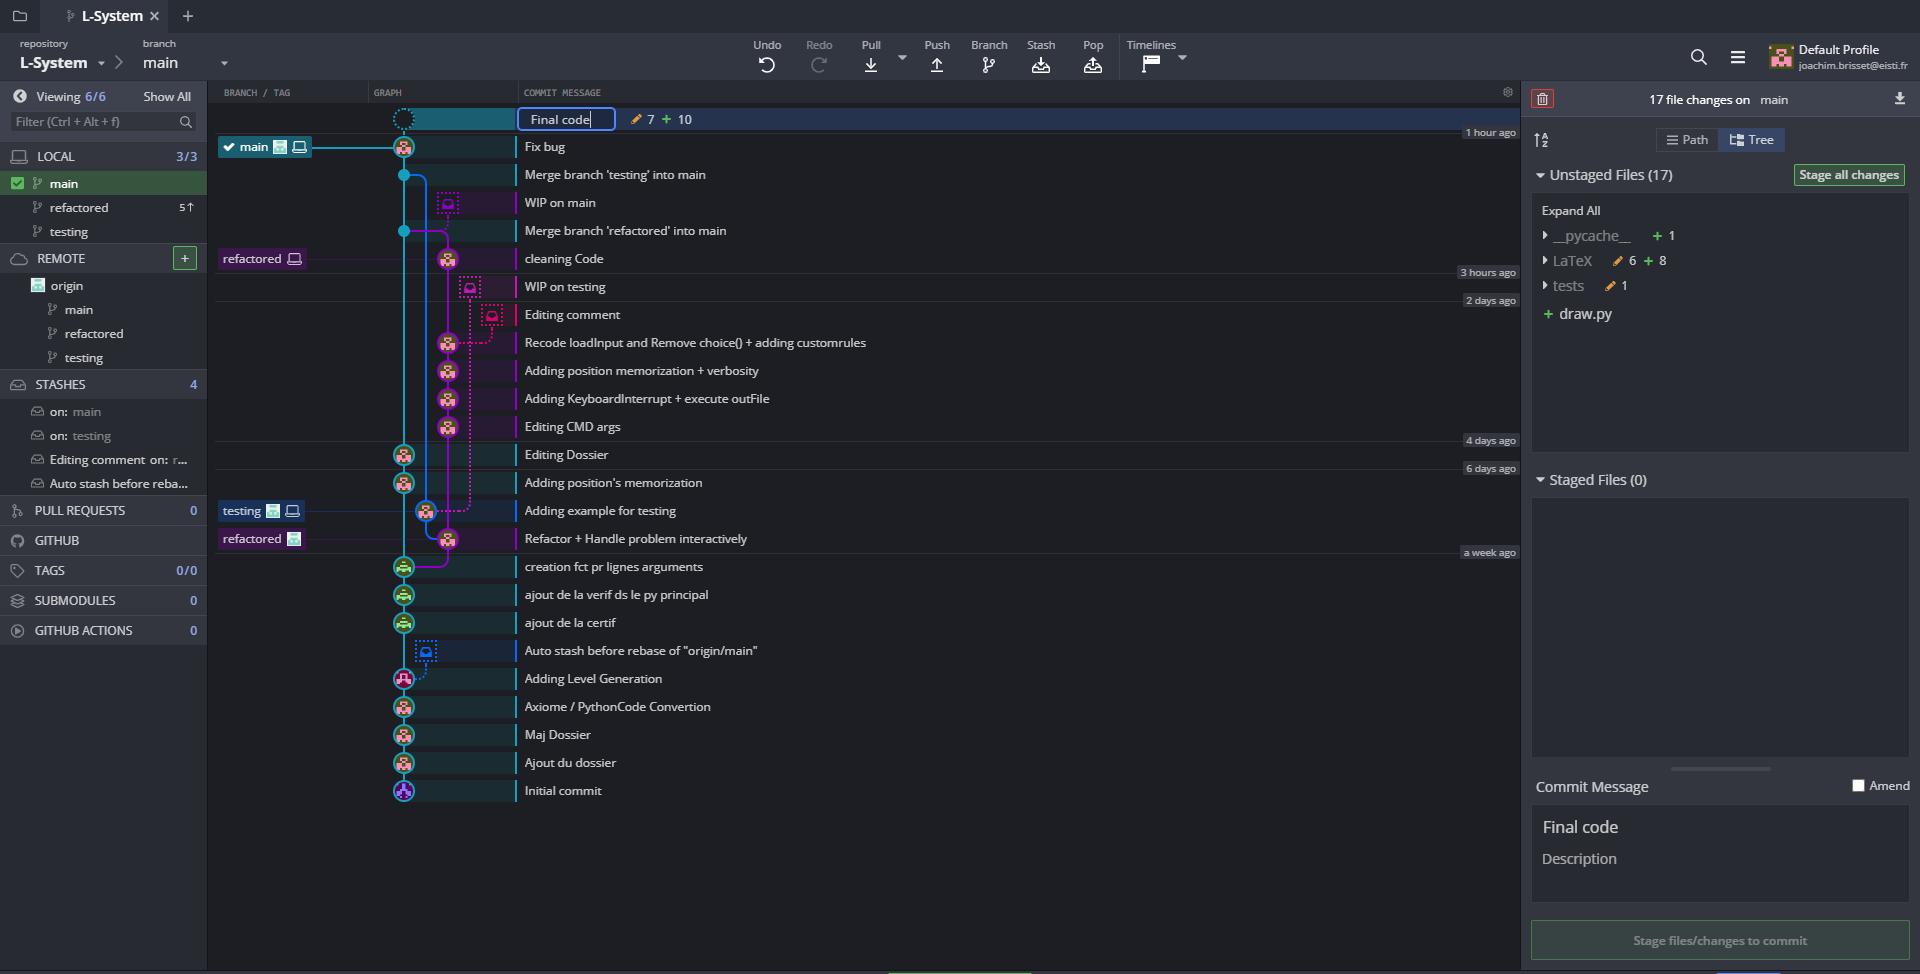 L-System
repository
L-System
branch
main
Undo
Redo
Pull
Push
Branch
Stash
Pop
Timelines
Default Profile
joachim.brisset@eisti.fr
Viewing 6/6
Show All
Filter (Ctrl + Alt + f)
LOCAL 3/3
main
refactored 5↑
testing
REMOTE
origin
main
refactored
testing
STASHES 4
on: main
on: testing
Editing comment on: r...
Auto stash before reba...
PULL REQUESTS 0
GITHUB
TAGS 0/0
SUBMODULES 0
GITHUB ACTIONS 0
BRANCH / TAG
GRAPH
COMMIT MESSAGE
Final code 7 + 10
1 hour ago
main Fix bug
Merge branch 'testing' into main
WIP on main
Merge branch 'refactored' into main
refactored cleaning Code
3 hours ago
WIP on testing
2 days ago
Editing comment
Recode loadInput and Remove choice() + adding customrules
Adding position memorization + verbosity
Adding KeyboardInterrupt + execute outFile
Editing CMD args
4 days ago
Editing Dossier
6 days ago
Adding position's memorization
testing Adding example for testing
refactored Refactor + Handle problem interactively
a week ago
creation fct pr lignes arguments
ajout de la verif ds le py principal
ajout de la certif
Auto stash before rebase of "origin/main"
Adding Level Generation
Axiome / PythonCode Convertion
Maj Dossier
Ajout du dossier
Initial commit
17 file changes on main
Path
Tree
Unstaged Files (17)
Stage all changes
Expand All
__pycache__ + 1
LaTeX 6 + 8
tests 1
+ draw.py
Staged Files (0)
Commit Message
Amend
Final code
Description
Stage files/changes to commit